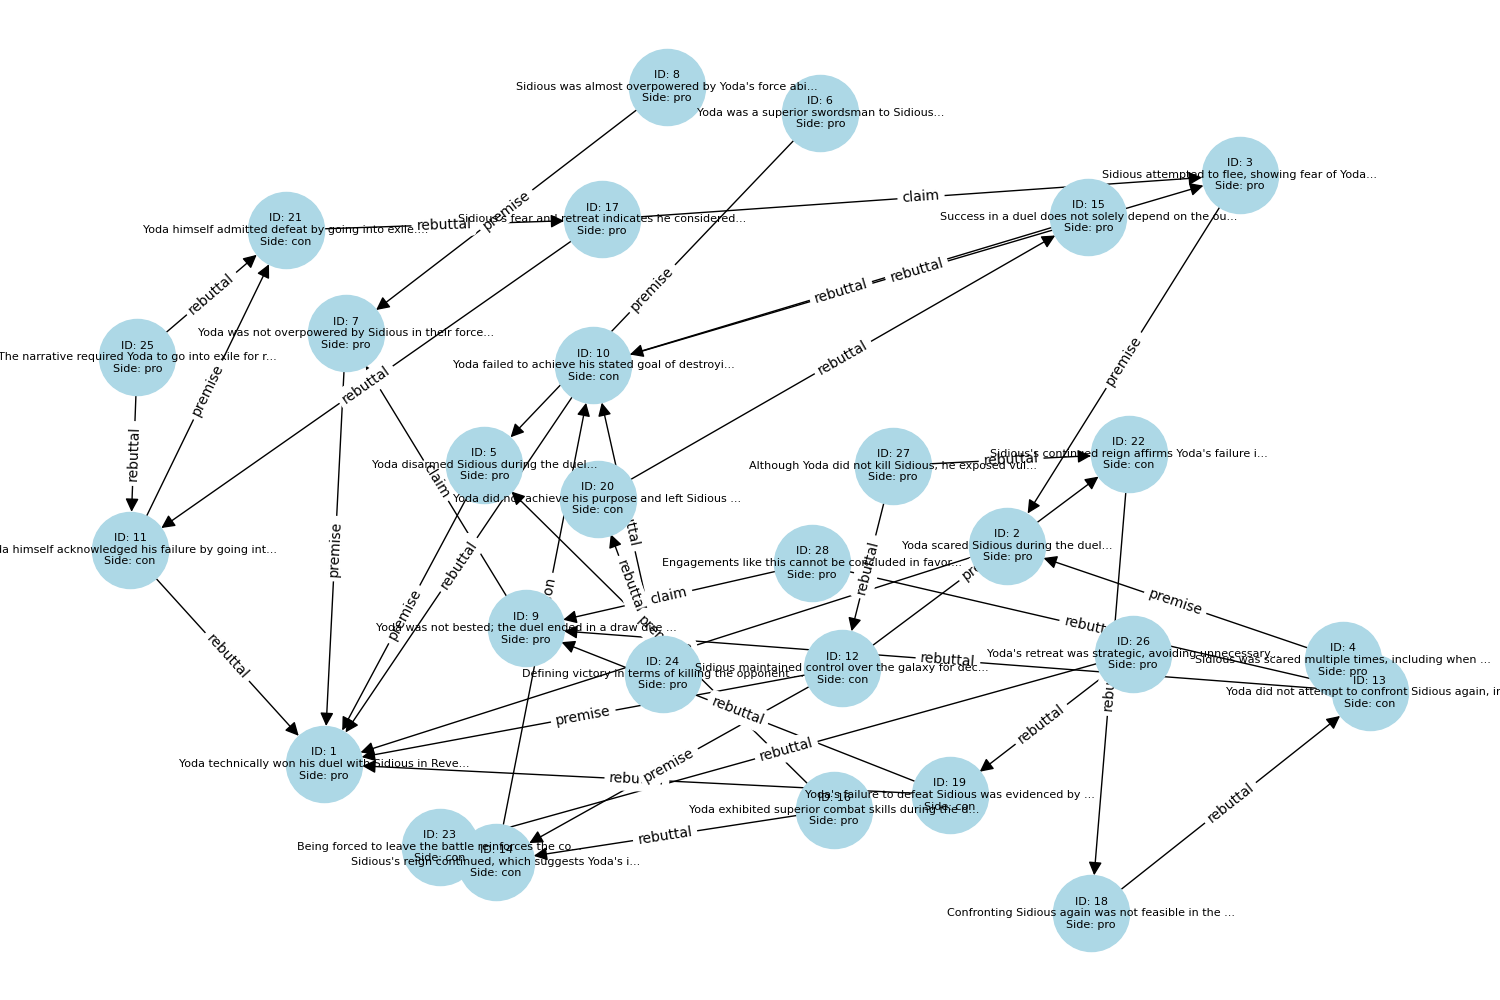 ID: 8
Sidious was almost overpowered by Yoda's force abi...
Side: pro
ID: 6
Yoda was a superior swordsman to Sidious...
Side: pro
ID: 3
Sidious attempted to flee, showing fear of Yoda...
Side: pro
claim
premise
ID: 21
Yoda himself admitted defeat by going into exile....
Side: con
rebuttal
ID: 17
Sidious's fear and retreat indicates he considered...
Side: pro
ID: 15
Success in a duel does not solely depend on the ou...
Side: pro
rebuttal
premise
rebuttal
rebuttal
ID: 7
Yoda was not overpowered by Sidious in their force...
Side: pro
ID: 25
The narrative required Yoda to go into exile for r...
Side: pro
ID: 10
Yoda failed to achieve his stated goal of destroyi...
Side: con
rebuttal
premise
premise
rebuttal
rebuttal
ID: 5
Yoda disarmed Sidious during the duel...
Side: pro
claim
ID: 20
Yoda did not achieve his purpose and left Sidious ...
Side: con
ID: 27
Although Yoda did not kill Sidious, he exposed vul...
Side: pro
rebuttal
ID: 22
Sidious's continued reign affirms Yoda's failure i...
Side: con
ID: 11
himself acknowledged his failure by going int...
Side: con
premise
rebuttal
ID: 2
Yoda scared Sidious during the duel...
Side: pro
ID: 28
Engagements like this cannot be concluded in favor...
Side: pro
rebuttal
rebuttal
claim
premise
premise
ID: 9
Yoda was not bested; the duel ended in a draw due ...
Side: pro
ID: 26
Yoda's retreat was strategic, avoiding unnecessary...
Side: pro
ID: 4
Sidious was scared multiple times, including when ...
Side: pro
rebuttal
rebuttal
ID: 24
Defining victory in terms of killing the opponent
Side: pro
ID: 12
Sidious maintained control over the galaxy for dec...
Side: con
ID: 13
Yoda did not attempt to confront Sidious again, in
Side: con
premise
rebuttal
rebuttal
rebuttal
premise
ID: 1
Yoda technically won his duel with Sidious in Reve...
Side: pro
ID: 16
Yoda exhibited superior combat skills during the d...
Side: pro
Yoda's failure to defeat Sidious was evidenced by ...
Side: con
rebuttal
rebuttal
ID: 23
Being forced to leave the battle reinforces the co...
Side: con
ID: 14
Sidious's reign continued, which suggests Yoda's i...
Side: con
ID: 18
Confronting Sidious again was not feasible in the ...
Side: pro